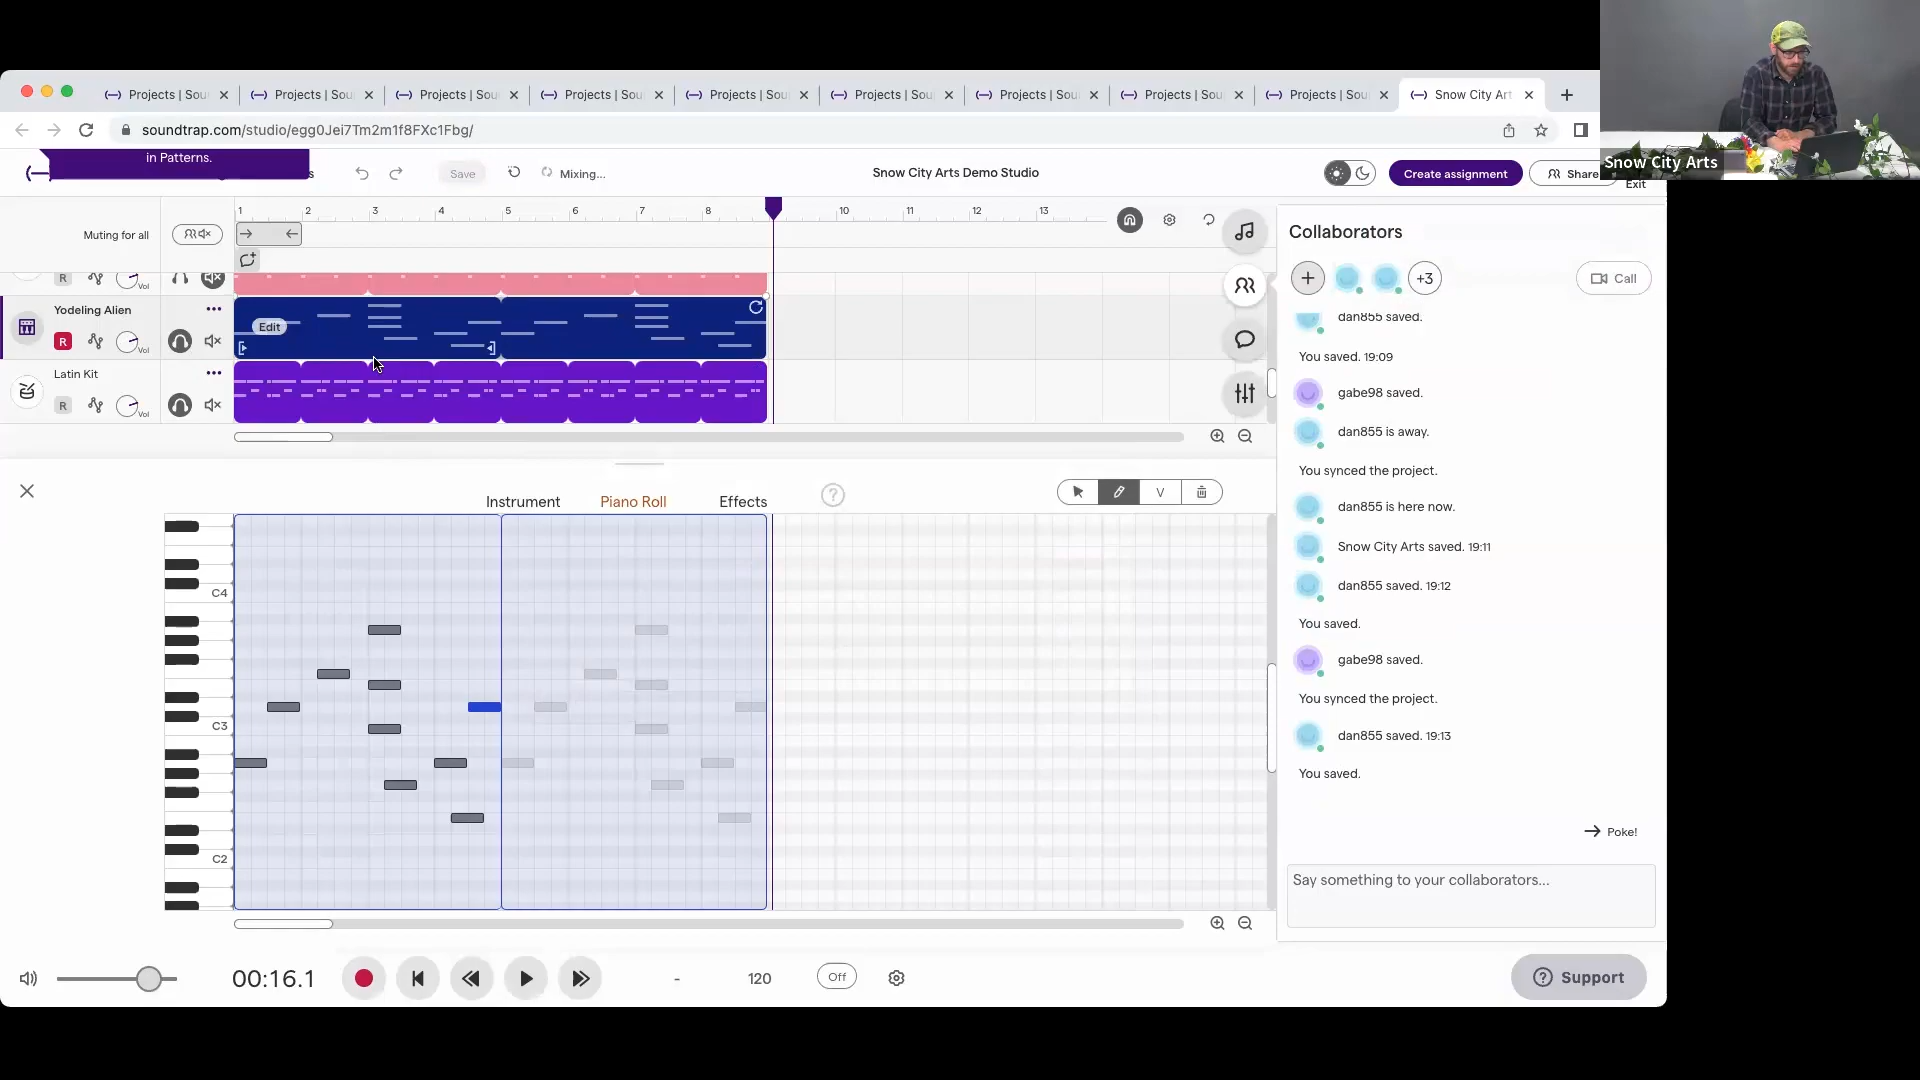 Projects | Sou
Projects | Sou
Projects | Sou
Projects | Sou
Projects | Sou
Projects | Sou
Projects | Sou
Projects | Sou
Projects | Sou
Snow City Art
soundtrap.com/studio/egg0Jei7Tm2m1f8FXc1Fbg/
Snow City Arts
in Patterns.
Save
Mixing...
Snow City Arts Demo Studio
Create assignment
Share
Exit
1 2 3 4 5 6 7 8 10 11 12 13
Muting for all
Collaborators
+3
Call
R
Vol
Yodeling Alien
Edit
R
Vol
Latin Kit
R
Vol
dan855 saved.
You saved. 19:09
gabe98 saved.
dan855 is away.
You synced the project.
dan855 is here now.
Snow City Arts saved. 19:11
dan855 saved. 19:12
You saved.
gabe98 saved.
You synced the project.
dan855 saved. 19:13
You saved.
Poke!
Say something to your collaborators...
Instrument Piano Roll Effects ?
V
C4
C3
C2
00:16.1
-
120
Off
Support